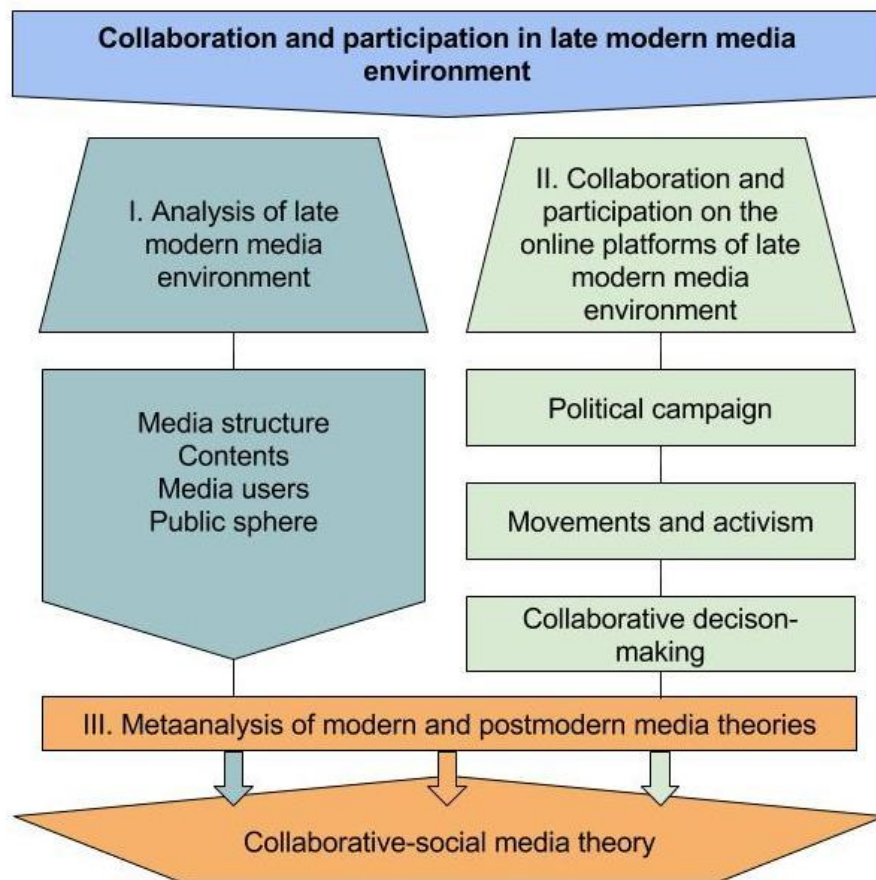 Collaboration and participation in late modern media
environment
I. Analysis of late
modern media
environment
II. Collaboration and
participation on the
online platforms of late
modern media
environment
Media structure
Contents
Media users
Public sphere
Political campaign
Movements and activism
Collaborative decison-
making
III. Metaanalysis of modern and postmodern media theories
Collaborative-social media theory